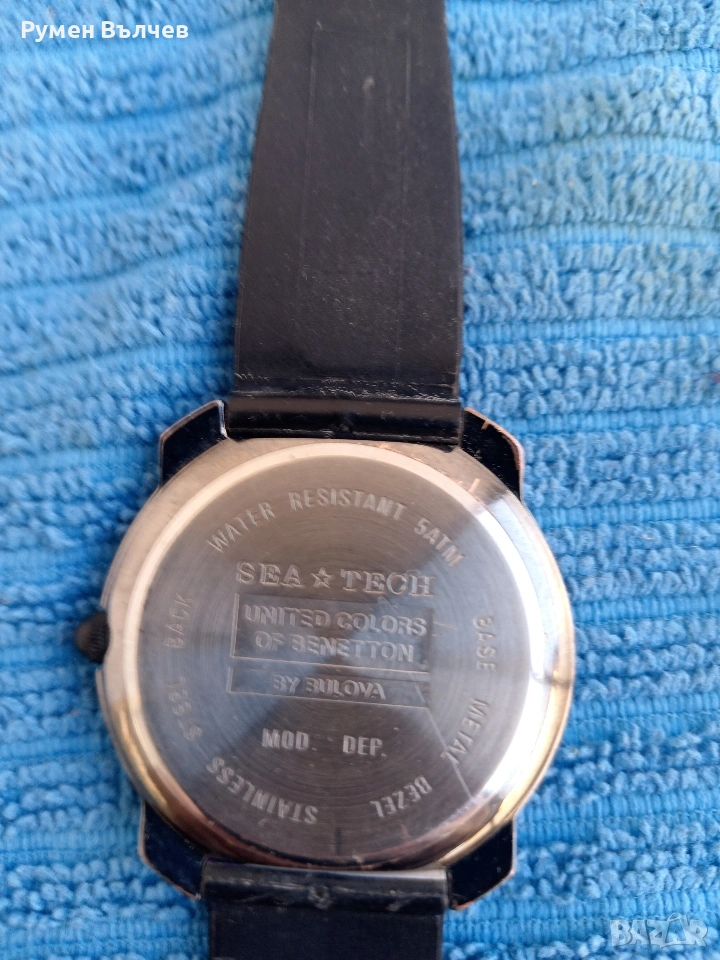 Румен Вълчев
WATER RESISTANT 5ATM
SEA☆TECH
UNITED COLORS
OF BENETTON
BY BULOVA
MOD. DEP.
BASE METAL BEZEL
STAINLESS STEEL BACK
BAZAR